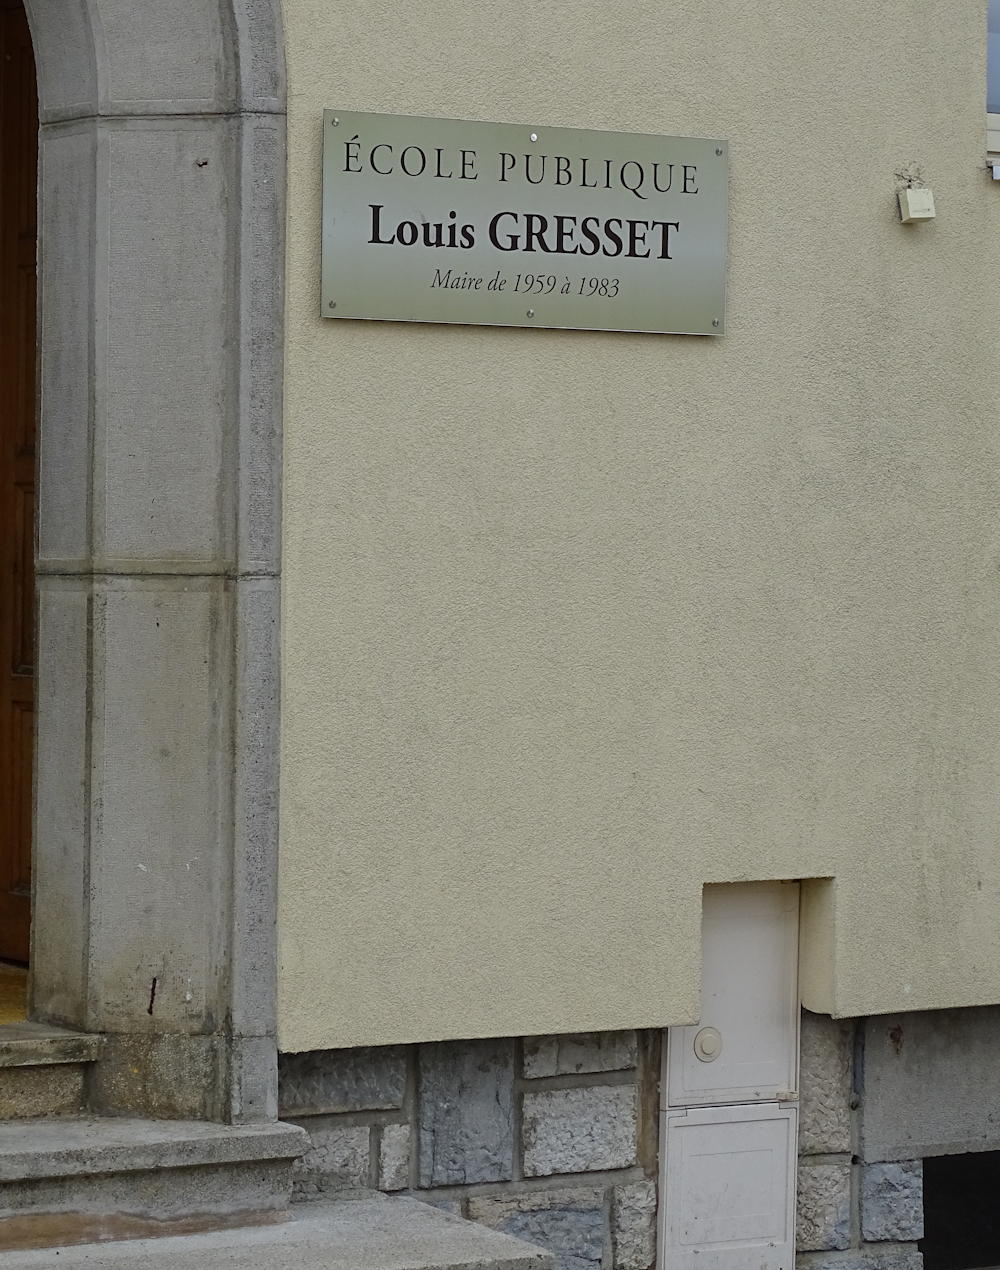 ÉCOLE PUBLIQUE
Louis GRESSET
Maire de 1959 à 1983